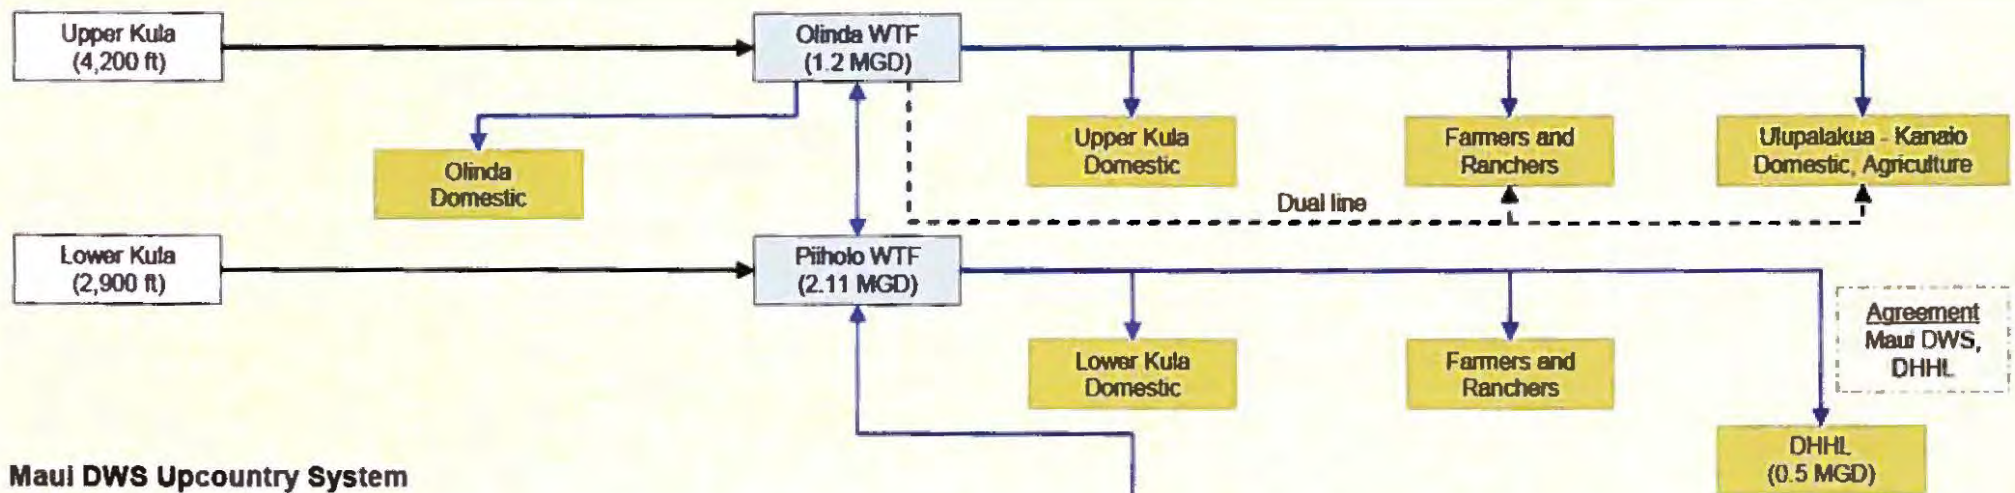 Upper Kula
(4,200 ft)
Olinda WTF
(1.2 MGD)
Olinda
Domestic
Upper Kula
Domestic
Farmers and
Ranchers
Ulupalakua - Kanaio
Domestic, Agriculture
Dual line
Lower Kula
(2,900 ft)
Piiholo WTF
(2.11 MGD)
Lower Kula
Domestic
Farmers and
Ranchers
Agreement
Maui DWS,
DHHL
DHHL
(0.5 MGD)
Maui DWS Upcountry System